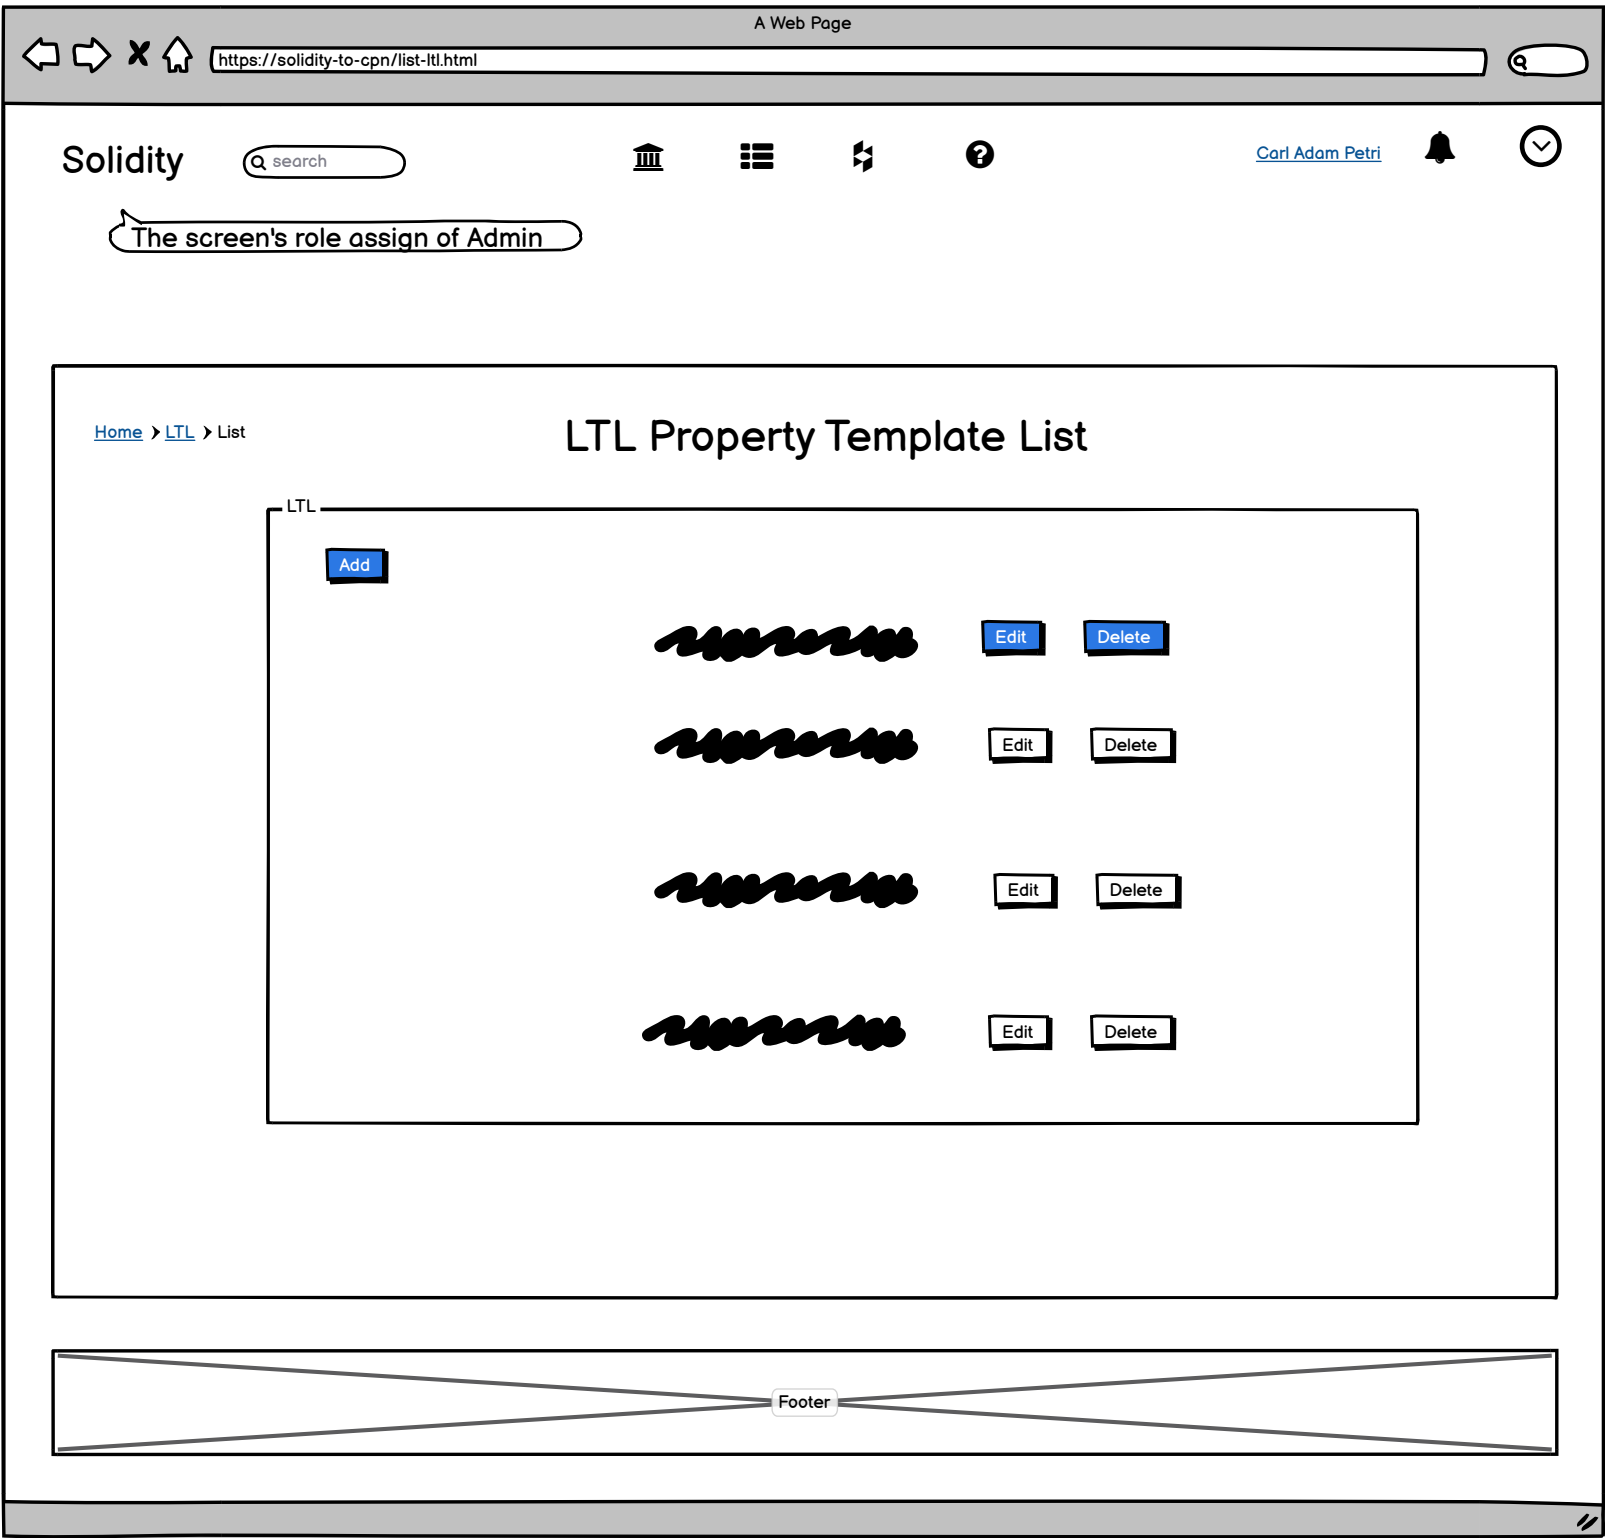 A Web Page
https://solidity-to-cpn/list-ltl.html
Solidity
search
Carl Adam Petri
The screen's role assign of Admin
Home > LTL > List
LTL Property Template List
LTL
Add
Edit Delete
Edit Delete
Edit Delete
Edit Delete
Footer